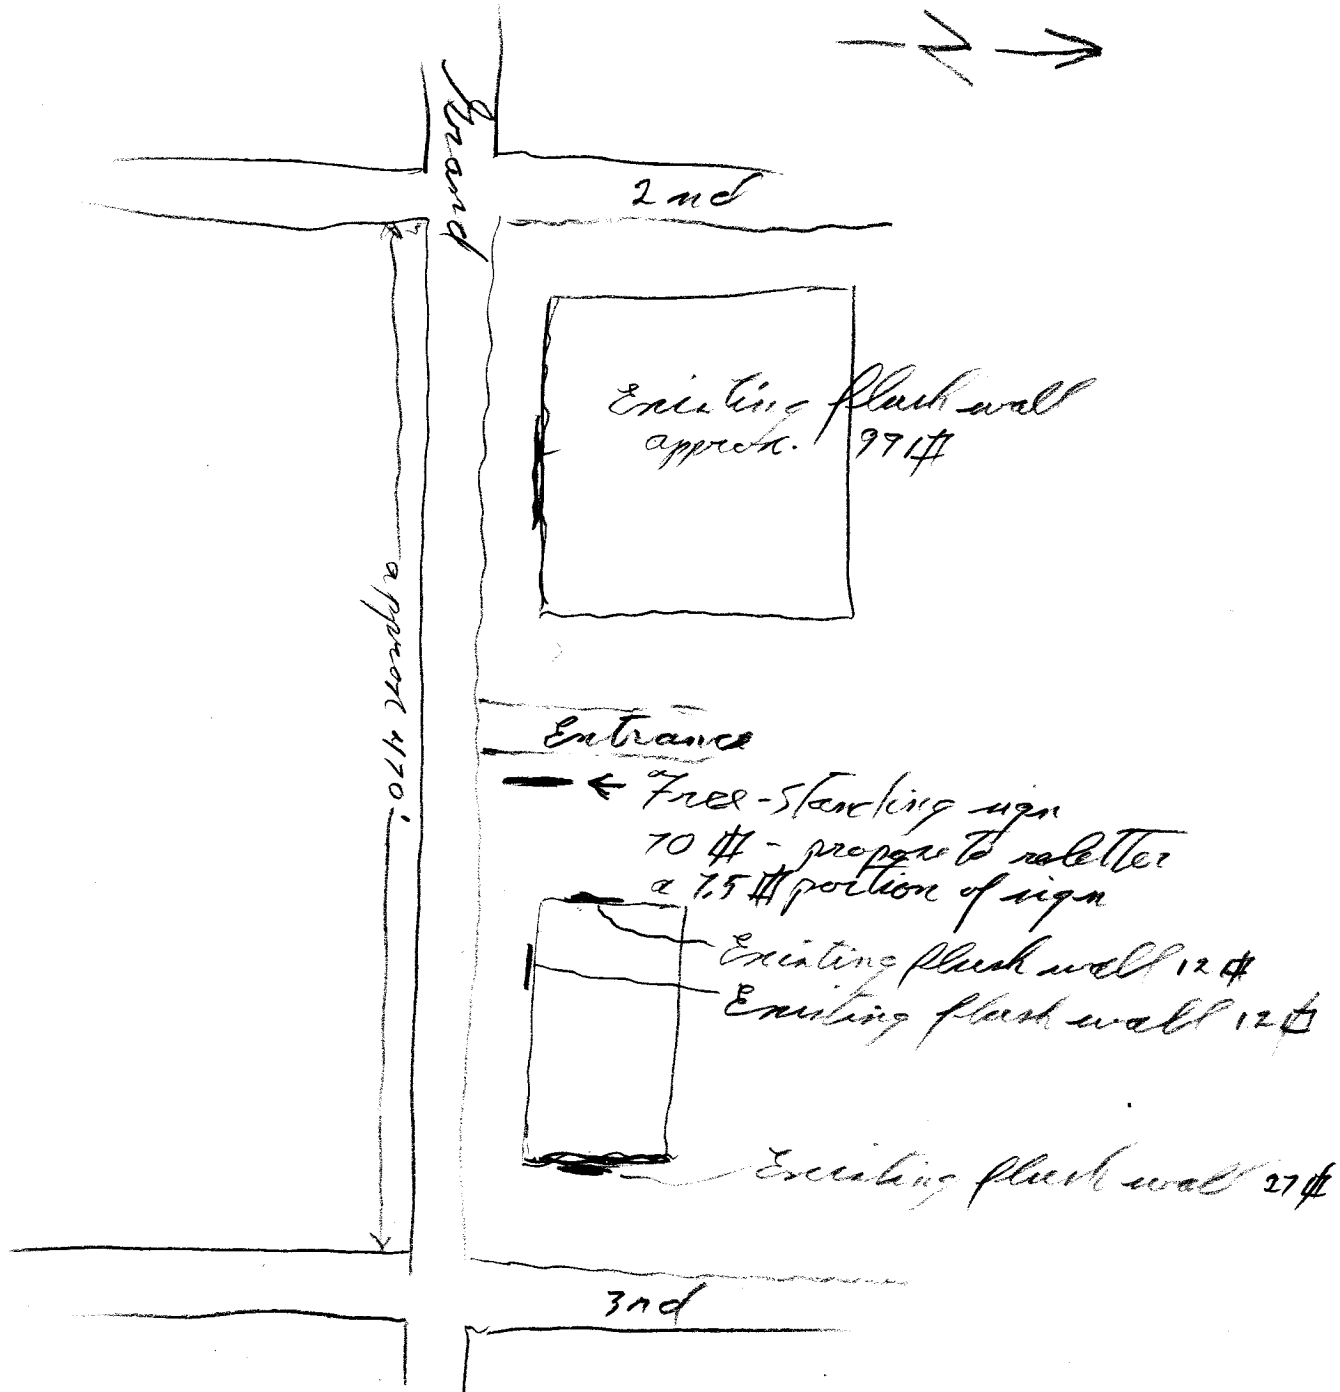 N
Grand
2nd
Existing flush wall
approx. 99 ⏍
approx 470'
Entrance
Free-Standing sign
70 ⏍ - propose to reletter
a 7.5 ⏍ portion of sign
Existing flush wall 12 ⏍
Existing flush wall 12 ⏍
Existing flush wall 27 ⏍
3rd